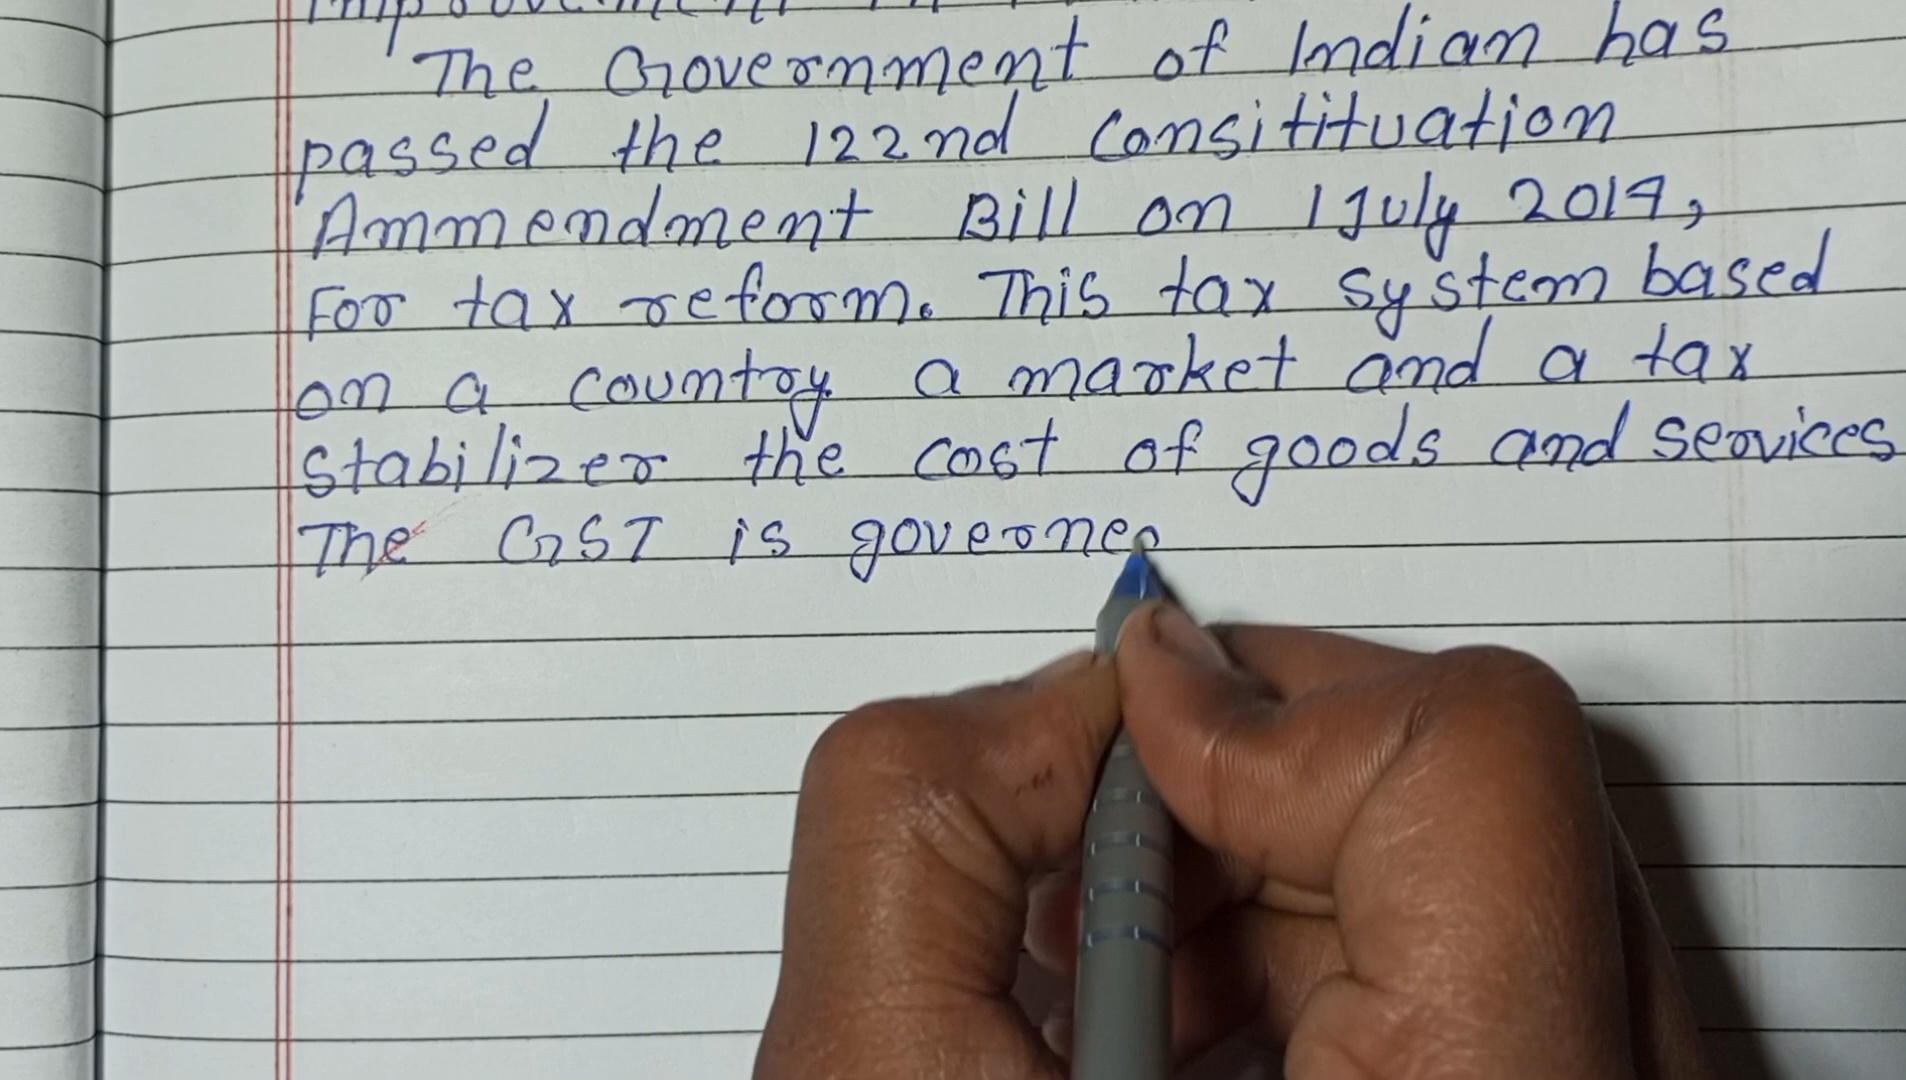 The Government of Indian has
passed the 122nd Consitituation
Ammendment Bill on 1 July 2017,
For tax reform. This tax system based
on a country a market and a tax
stabilizer the cost of goods and services
The GST is governe